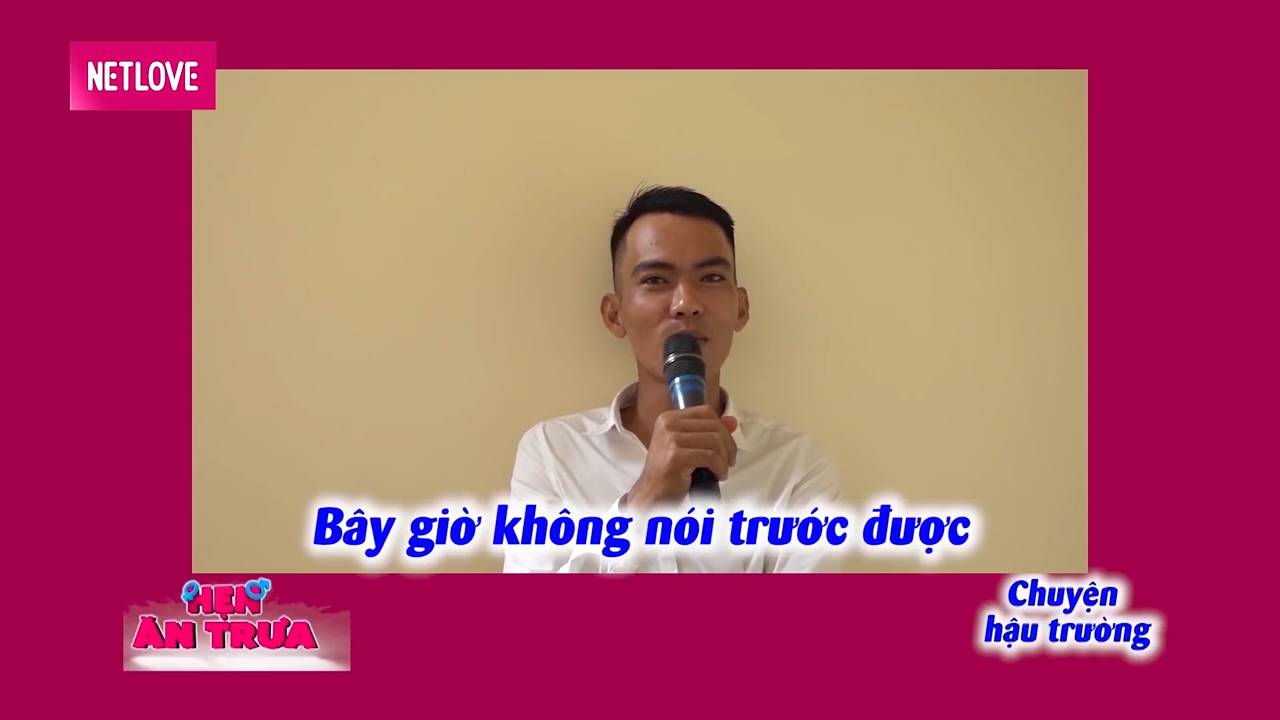 NETLOVE
Bây giờ không nói trước được
HẸN
ĂN TRƯA
Chuyện
hậu trường